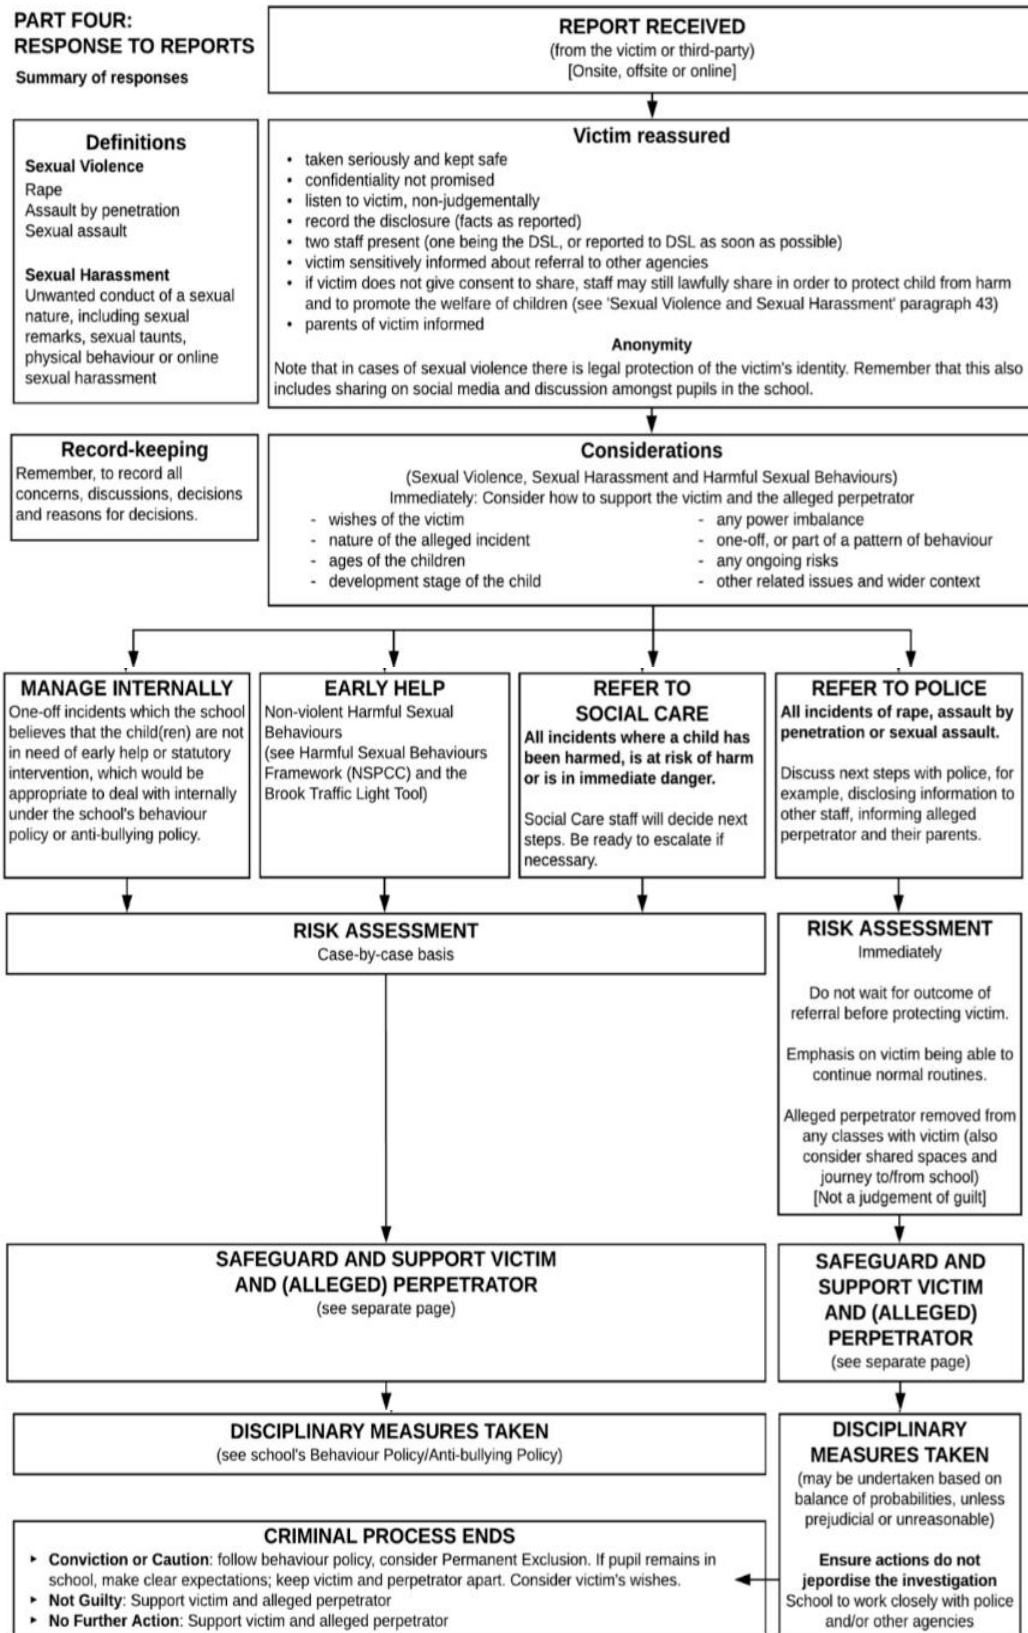 PART FOUR:
RESPONSE TO REPORTS
Summary of responses
REPORT RECEIVED
(from the victim or third-party)
[Onsite, offsite or online]
Definitions
Sexual Violence
Rape
Assault by penetration
Sexual assault
Sexual Harassment
Unwanted conduct of a sexual
nature, including sexual
remarks, sexual taunts,
physical behaviour or online
sexual harassment
Victim reassured
• taken seriously and kept safe
• confidentiality not promised
• listen to victim, non-judgementally
• record the disclosure (facts as reported)
• two staff present (one being the DSL, or reported to DSL as soon as possible)
• victim sensitively informed about referral to other agencies
• if victim does not give consent to share, staff may still lawfully share in order to protect child from harm
and to promote the welfare of children (see 'Sexual Violence and Sexual Harassment' paragraph 43)
• parents of victim informed
Anonymity
Note that in cases of sexual violence there is legal protection of the victim's identity. Remember that this also
includes sharing on social media and discussion amongst pupils in the school.
Record-keeping
Remember, to record all
concerns, discussions, decisions
and reasons for decisions.
Considerations
(Sexual Violence, Sexual Harassment and Harmful Sexual Behaviours)
Immediately: Consider how to support the victim and the alleged perpetrator
- wishes of the victim
- nature of the alleged incident
- ages of the children
- development stage of the child
- any power imbalance
- one-off, or part of a pattern of behaviour
- any ongoing risks
- other related issues and wider context
MANAGE INTERNALLY
One-off incidents which the school
believes that the child(ren) are not
in need of early help or statutory
intervention, which would be
appropriate to deal with internally
under the school's behaviour
policy or anti-bullying policy.
EARLY HELP
Non-violent Harmful Sexual
Behaviours
(see Harmful Sexual Behaviours
Framework (NSPCC) and the
Brook Traffic Light Tool)
REFER TO
SOCIAL CARE
All incidents where a child has
been harmed, is at risk of harm
or is in immediate danger.
Social Care staff will decide next
steps. Be ready to escalate if
necessary.
REFER TO POLICE
All incidents of rape, assault by
penetration or sexual assault.
Discuss next steps with police, for
example, disclosing information to
other staff, informing alleged
perpetrator and their parents.
RISK ASSESSMENT
Case-by-case basis
RISK ASSESSMENT
Immediately
Do not wait for outcome of
referral before protecting victim.
Emphasis on victim being able to
continue normal routines.
Alleged perpetrator removed from
any classes with victim (also
consider shared spaces and
journey to/from school)
[Not a judgement of guilt]
SAFEGUARD AND SUPPORT VICTIM
AND (ALLEGED) PERPETRATOR
(see separate page)
SAFEGUARD AND
SUPPORT VICTIM
AND (ALLEGED)
PERPETRATOR
(see separate page)
DISCIPLINARY MEASURES TAKEN
(see school's Behaviour Policy/Anti-bullying Policy)
DISCIPLINARY
MEASURES TAKEN
(may be undertaken based on
balance of probabilities, unless
prejudicial or unreasonable)
Ensure actions do not
jepordise the investigation
School to work closely with police
and/or other agencies
CRIMINAL PROCESS ENDS
▸ Conviction or Caution: follow behaviour policy, consider Permanent Exclusion. If pupil remains in
school, make clear expectations; keep victim and perpetrator apart. Consider victim's wishes.
▸ Not Guilty: Support victim and alleged perpetrator
▸ No Further Action: Support victim and alleged perpetrator